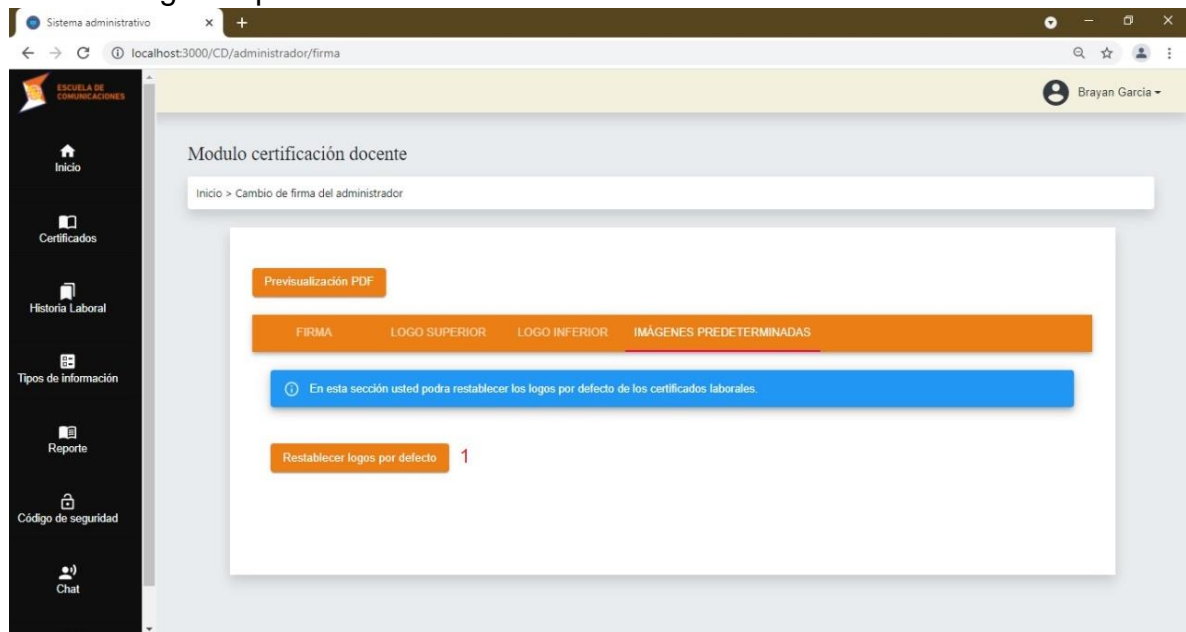 Sistema administrativo
localhost:3000/CD/administrador/firma
ESCUELA DE
COMUNICACIONES
Brayan Garcia
Inicio
Certificados
Historia Laboral
Tipos de información
Reporte
Código de seguridad
Chat
Modulo certificación docente
Inicio > Cambio de firma del administrador
Previsualización PDF
FIRMA LOGO SUPERIOR LOGO INFERIOR IMÁGENES PREDETERMINADAS
En esta sección usted podra restablecer los logos por defecto de los certificados laborales.
Restablecer logos por defecto 1